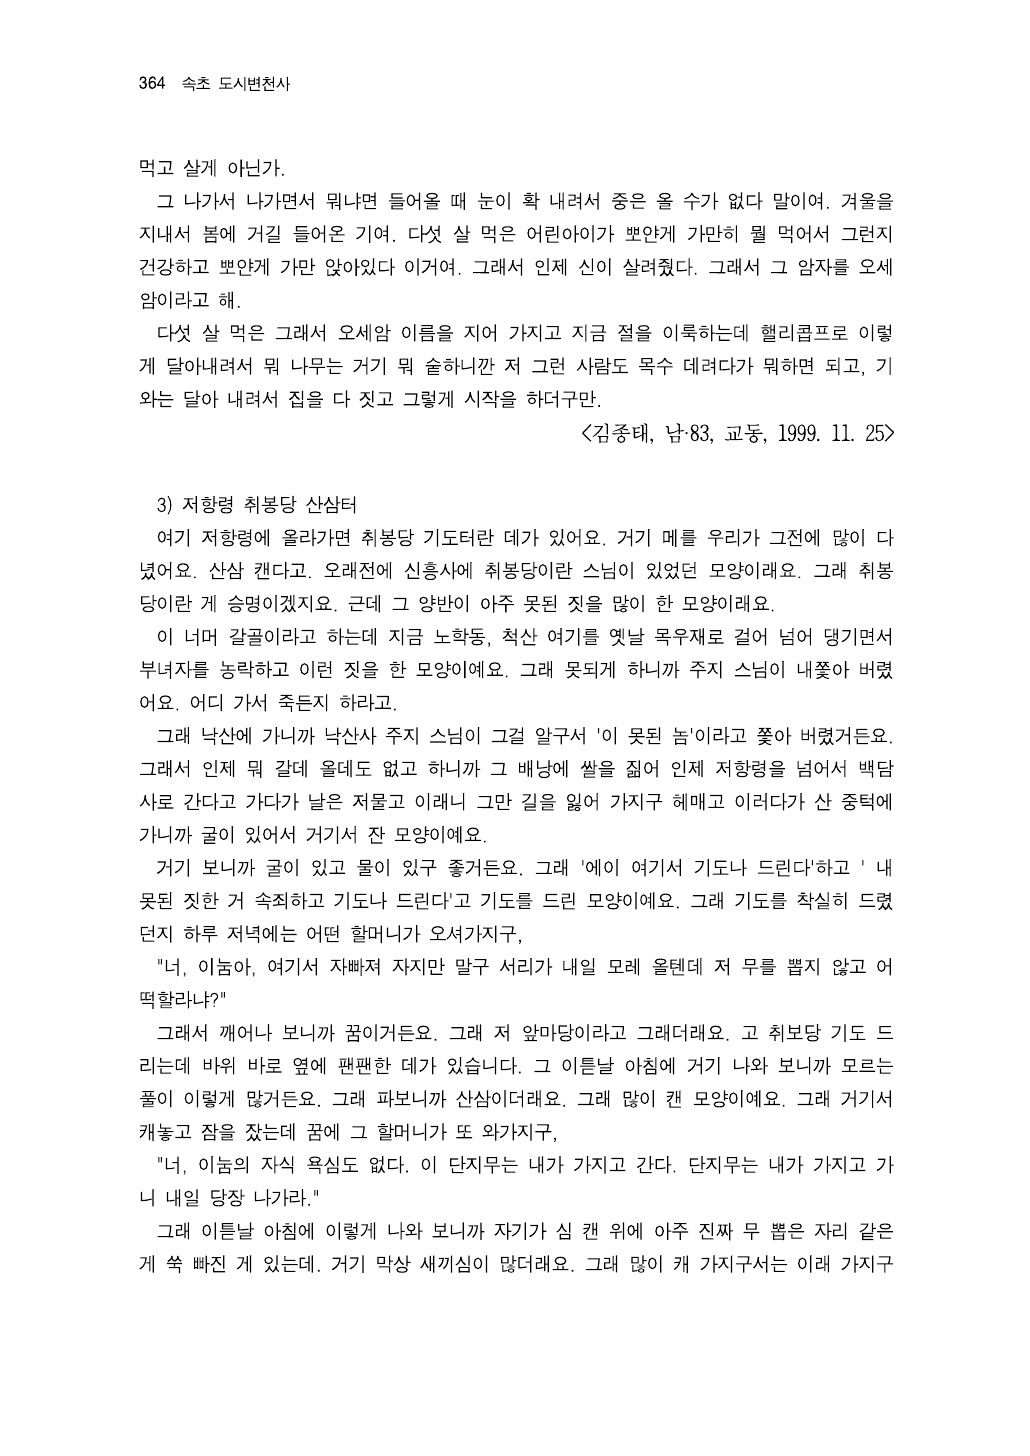 364 속초 도시변천사
먹고 살게 아닌가.
그 나가서 나가면서 뭐냐면 들어올 때 눈이 확 내려서 중은 올 수가 없다 말이여. 겨울을
지내서 봄에 거길 들어온 기여. 다섯 살 먹은 어린아이가 뽀얀게 가만히 뭘 먹어서 그런지
건강하고 뽀얀게 가만 앉아있다 이거여. 그래서 인제 신이 살려줬다. 그래서 그 암자를 오세
암이라고 해.
다섯 살 먹은 그래서 오세암 이름을 지어 가지고 지금 절을 이룩하는데 핼리콥프로 이렇
게 달아내려서 뭐 나무는 거기 뭐 숱하니깐 저 그런 사람도 목수 데려다가 뭐하면 되고, 기
와는 달아 내려서 집을 다 짓고 그렇게 시작을 하더구만.
<김종태, 남·83, 교동, 1999. 11. 25>
3) 저항령 취봉당 산삼터
여기 저항령에 올라가면 취봉당 기도터란 데가 있어요. 거기 메를 우리가 그전에 많이 다
녔어요. 산삼 캔다고. 오래전에 신흥사에 취봉당이란 스님이 있었던 모양이래요. 그래 취봉
당이란 게 승명이겠지요. 근데 그 양반이 아주 못된 짓을 많이 한 모양이래요.
이 너머 갈골이라고 하는데 지금 노학동, 척산 여기를 옛날 목우재로 걸어 넘어 댕기면서
부녀자를 농락하고 이런 짓을 한 모양이예요. 그래 못되게 하니까 주지 스님이 내쫓아 버렸
어요. 어디 가서 죽든지 하라고.
그래 낙산에 가니까 낙산사 주지 스님이 그걸 알구서 '이 못된 놈'이라고 쫓아 버렸거든요.
그래서 인제 뭐 갈데 올데도 없고 하니까 그 배낭에 쌀을 짊어 인제 저항령을 넘어서 백담
사로 간다고 가다가 날은 저물고 이래니 그만 길을 잃어 가지구 헤매고 이러다가 산 중턱에
가니까 굴이 있어서 거기서 잔 모양이예요.
거기 보니까 굴이 있고 물이 있구 좋거든요. 그래 '에이 여기서 기도나 드린다'하고 ' 내
못된 짓한 거 속죄하고 기도나 드린다'고 기도를 드린 모양이예요. 그래 기도를 착실히 드렸
던지 하루 저녁에는 어떤 할머니가 오셔가지구,
"너, 이눔아, 여기서 자빠져 자지만 말구 서리가 내일 모레 올텐데 저 무를 뽑지 않고 어
떡할라냐?"
그래서 깨어나 보니까 꿈이거든요. 그래 저 앞마당이라고 그래더래요. 고 취보당 기도 드
리는데 바위 바로 옆에 팬팬한 데가 있습니다. 그 이튿날 아침에 거기 나와 보니까 모르는
풀이 이렇게 많거든요. 그래 파보니까 산삼이더래요. 그래 많이 캔 모양이예요. 그래 거기서
캐놓고 잠을 잤는데 꿈에 그 할머니가 또 와가지구,
"너, 이눔의 자식 욕심도 없다. 이 단지무는 내가 가지고 간다. 단지무는 내가 가지고 가
니 내일 당장 나가라."
그래 이튿날 아침에 이렇게 나와 보니까 자기가 심 캔 위에 아주 진짜 무 뽑은 자리 같은
게 쑥 빠진 게 있는데. 거기 막상 새끼심이 많더래요. 그래 많이 캐 가지구서는 이래 가지구